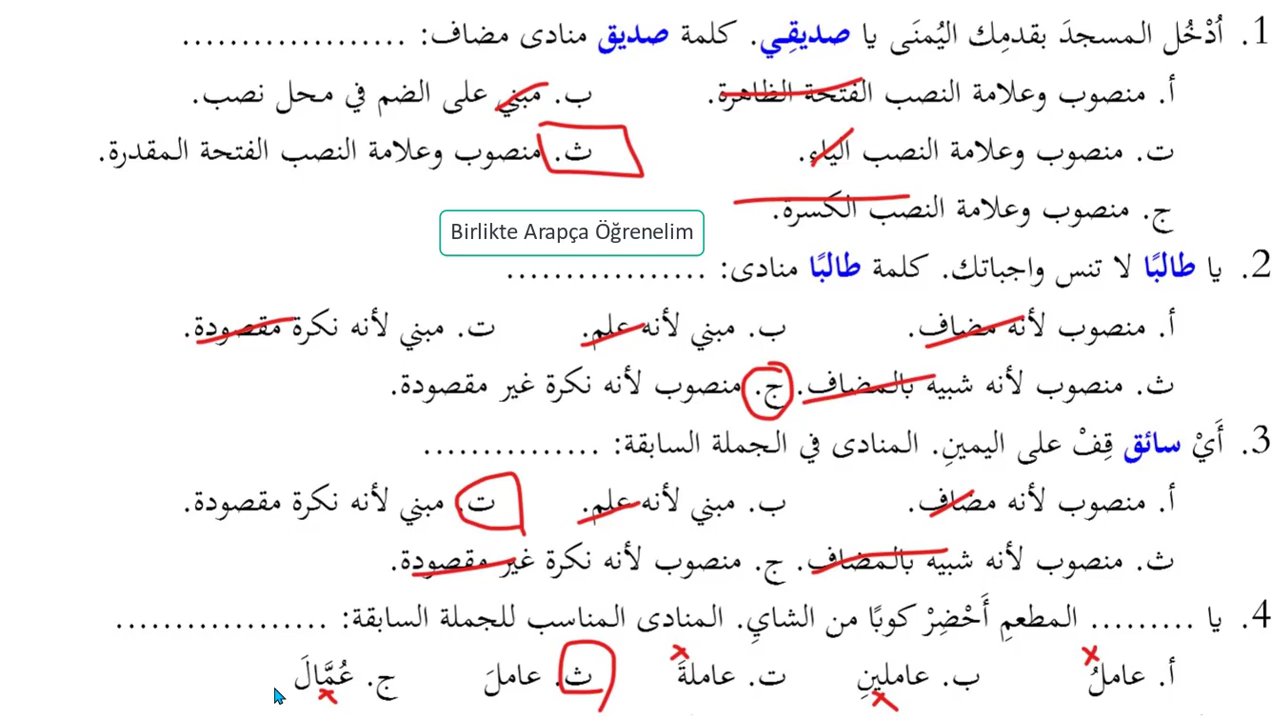 1. اُدْخُل المسجدَ بقدمِك اليُمنَى يا صديقِي. كلمة صديق منادى مضاف: ...................
أ. منصوب وعلامة النصب الفتحة الظاهرة. ب. مبني على الضم في محل نصب.
ت. منصوب وعلامة النصب الياء. ث. منصوب وعلامة النصب الفتحة المقدرة.
ج. منصوب وعلامة النصب الكسرة.
Birlikte Arapça Öğrenelim
2. يا طالبًا لا تنس واجباتك. كلمة طالبًا منادى: .................
أ. منصوب لأنه مضاف. ب. مبني لأنه علم. ت. مبني لأنه نكرة مقصودة.
ث. منصوب لأنه شبيه بالمضاف. ج. منصوب لأنه نكرة غير مقصودة.
3. أَيْ سائق قِفْ على اليمينِ. المنادى في الجملة السابقة: ...............
أ. منصوب لأنه مضاف. ب. مبني لأنه علم. ت. مبني لأنه نكرة مقصودة.
ث. منصوب لأنه شبيه بالمضاف. ج. منصوب لأنه نكرة غير مقصودة.
4. يا ......... المطعمِ أَحْضِرْ كوبًا من الشايِ. المنادى المناسب للجملة السابقة: ..................
أ. عاملُ ب. عاملينِ ت. عاملةَ ث. عاملَ ج. عُمَّالَ